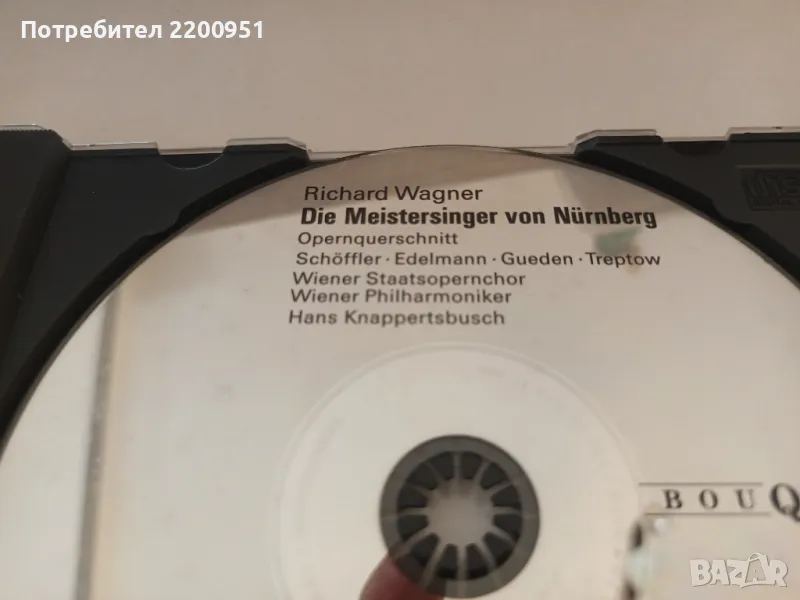 Потребител 2200951
Richard Wagner
Die Meistersinger von Nürnberg
Opernquerschnitt
Schöffler · Edelmann · Gueden · Treptow
Wiener Staatsopernchor
Wiener Philharmoniker
Hans Knappertsbusch
BOUQ
BAZAR